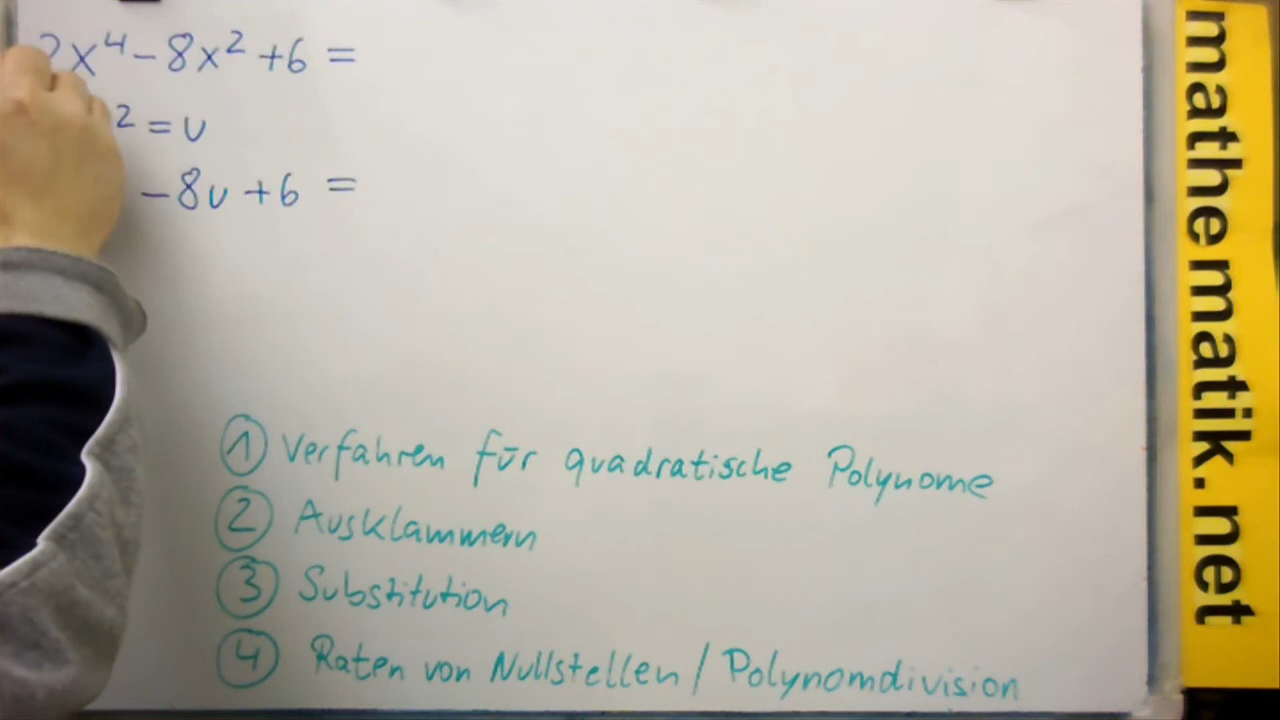 2x⁴-8x²+6=
²=u
-8u+6=
① Verfahren für quadratische Polynome
② Ausklammern
③ Substitution
④ Raten von Nullstellen/Polynomdivision
mathematik.net